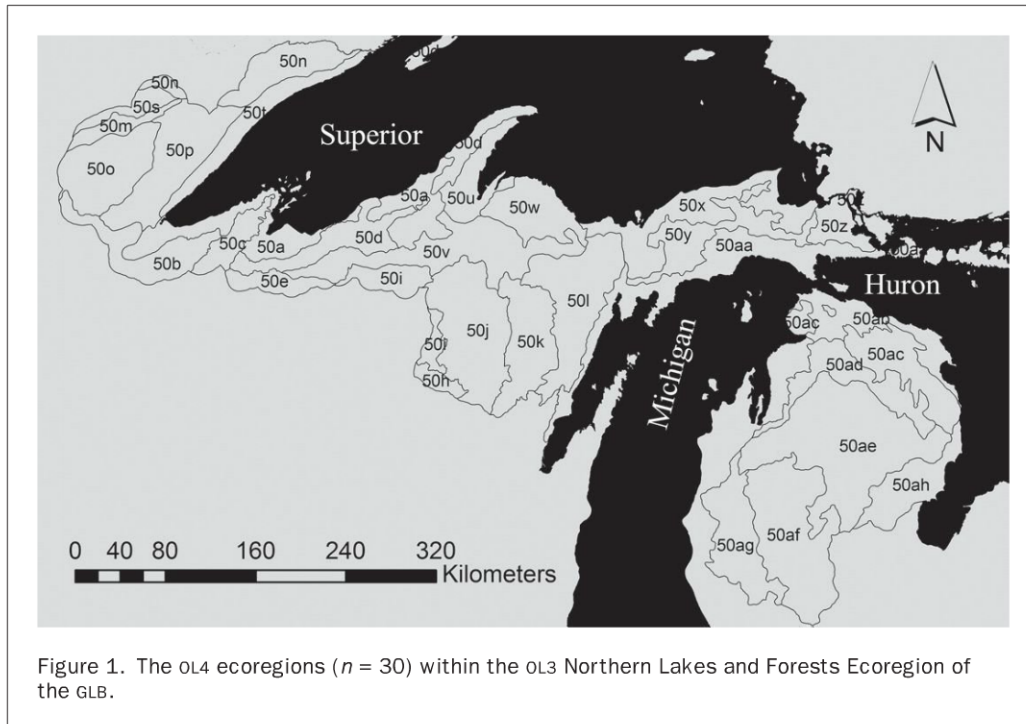 50d
50n
50n
50s
50t
50m
Superior
50p
50o
50d
50a
50u
50w
50x
50z
50c
50a
50d
50v
50y
50aa
50b
50e
50i
50l
Huron
N
50j
50k
50h
50ac
50ab
50ac
50ad
Michigan
50ae
50ah
50af
50ag
0 40 80 160 240 320
Kilometers
Figure 1. The OL4 ecoregions (n = 30) within the OL3 Northern Lakes and Forests Ecoregion of
the GLB.